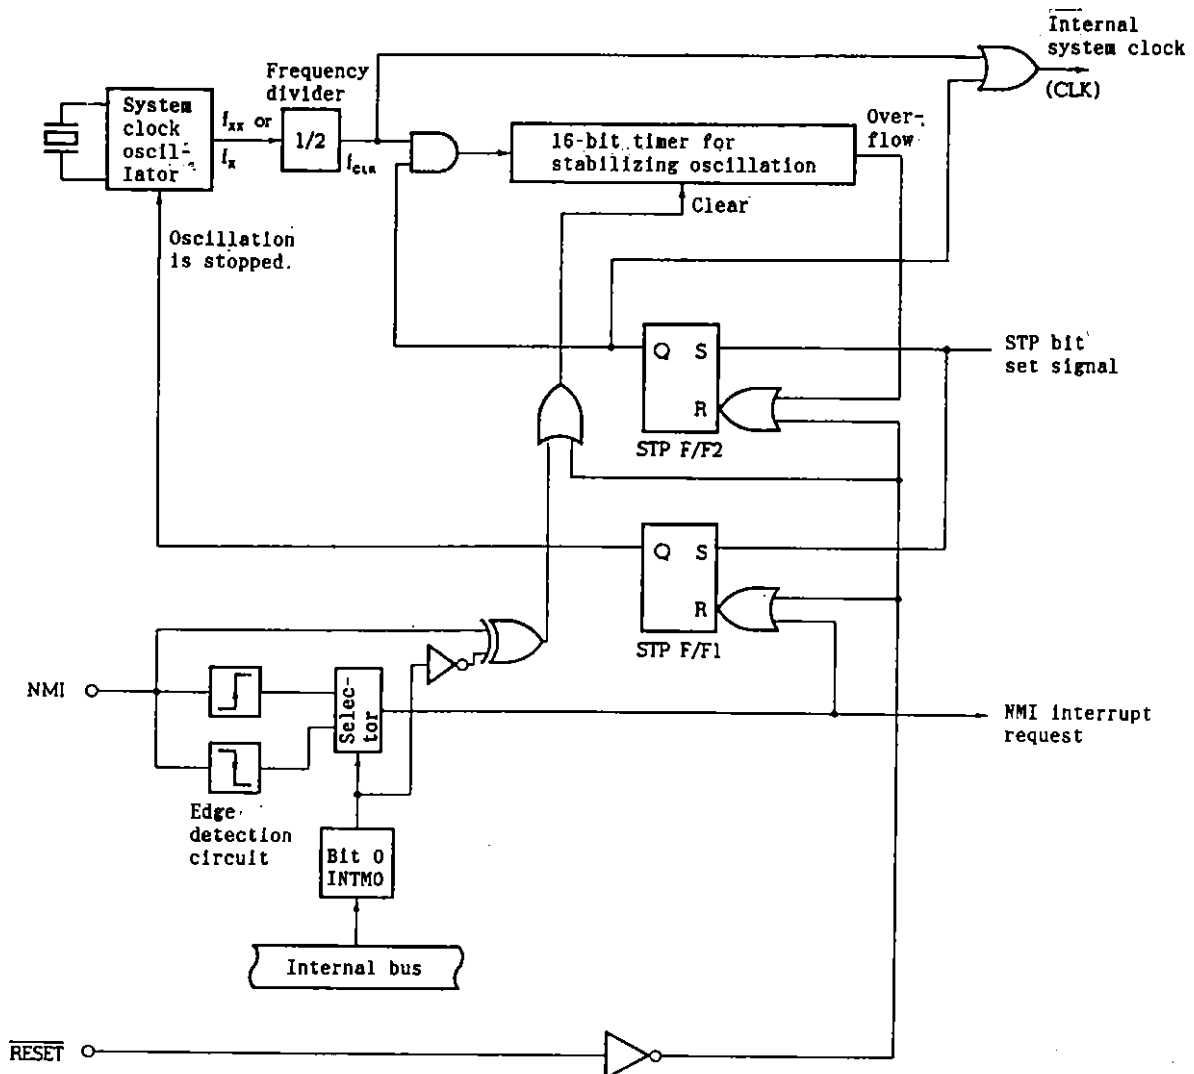 Internal
system clock
(CLK)
Frequency
divider
System
clock
oscil-
lator
fxx or
fx
1/2
fCLK
16-bit timer for
stabilizing oscillation
Over-
flow
Clear
Oscillation
is stopped.
Q S
R
STP F/F2
STP bit
set signal
Q S
R
STP F/F1
NMI
Selec-
tor
NMI interrupt
request
Edge
detection
circuit
Bit 0
INTM0
Internal bus
RESET